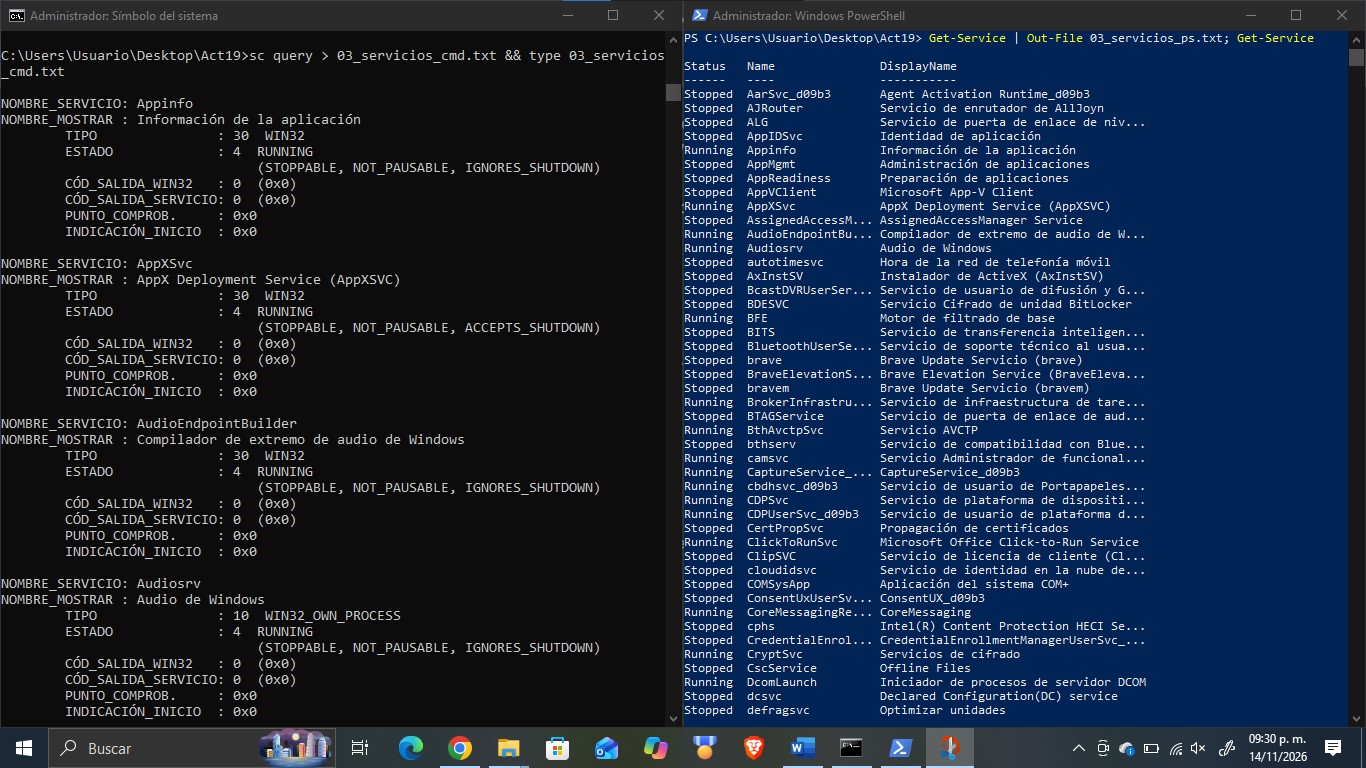 Administrador: Símbolo del sistema
C:\Users\Usuario\Desktop\Act19>sc query > 03_servicios_cmd.txt && type 03_servicios
_cmd.txt
NOMBRE_SERVICIO: Appinfo
NOMBRE_MOSTRAR : Información de la aplicación
TIPO : 30 WIN32
ESTADO : 4 RUNNING
(STOPPABLE, NOT_PAUSABLE, IGNORES_SHUTDOWN)
CÓD_SALIDA_WIN32 : 0 (0x0)
CÓD_SALIDA_SERVICIO: 0 (0x0)
PUNTO_COMPROB. : 0x0
INDICACIÓN_INICIO : 0x0
NOMBRE_SERVICIO: AppXSvc
NOMBRE_MOSTRAR : AppX Deployment Service (AppXSVC)
TIPO : 30 WIN32
ESTADO : 4 RUNNING
(STOPPABLE, NOT_PAUSABLE, ACCEPTS_SHUTDOWN)
CÓD_SALIDA_WIN32 : 0 (0x0)
CÓD_SALIDA_SERVICIO: 0 (0x0)
PUNTO_COMPROB. : 0x0
INDICACIÓN_INICIO : 0x0
NOMBRE_SERVICIO: AudioEndpointBuilder
NOMBRE_MOSTRAR : Compilador de extremo de audio de Windows
TIPO : 30 WIN32
ESTADO : 4 RUNNING
(STOPPABLE, NOT_PAUSABLE, IGNORES_SHUTDOWN)
CÓD_SALIDA_WIN32 : 0 (0x0)
CÓD_SALIDA_SERVICIO: 0 (0x0)
PUNTO_COMPROB. : 0x0
INDICACIÓN_INICIO : 0x0
NOMBRE_SERVICIO: Audiosrv
NOMBRE_MOSTRAR : Audio de Windows
TIPO : 10 WIN32_OWN_PROCESS
ESTADO : 4 RUNNING
(STOPPABLE, NOT_PAUSABLE, IGNORES_SHUTDOWN)
CÓD_SALIDA_WIN32 : 0 (0x0)
CÓD_SALIDA_SERVICIO: 0 (0x0)
PUNTO_COMPROB. : 0x0
INDICACIÓN_INICIO : 0x0
Administrador: Windows PowerShell
PS C:\Users\Usuario\Desktop\Act19> Get-Service | Out-File 03_servicios_ps.txt; Get-Service
Status Name DisplayName
------ ---- -----------
Stopped AarSvc_d09b3 Agent Activation Runtime_d09b3
Stopped AJRouter Servicio de enrutador de AllJoyn
Stopped ALG Servicio de puerta de enlace de niv...
Stopped AppIDSvc Identidad de aplicación
Running Appinfo Información de la aplicación
Stopped AppMgmt Administración de aplicaciones
Stopped AppReadiness Preparación de aplicaciones
Stopped AppVClient Microsoft App-V Client
Running AppXSvc AppX Deployment Service (AppXSVC)
Stopped AssignedAccessM... AssignedAccessManager Service
Running AudioEndpointBu... Compilador de extremo de audio de W...
Running Audiosrv Audio de Windows
Stopped autotimesvc Hora de la red de telefonía móvil
Stopped AxInstSV Instalador de ActiveX (AxInstSV)
Stopped BcastDVRUserSer... Servicio de usuario de difusión y G...
Stopped BDESVC Servicio Cifrado de unidad BitLocker
Running BFE Motor de filtrado de base
Stopped BITS Servicio de transferencia inteligen...
Stopped BluetoothUserSe... Servicio de soporte técnico al usua...
Stopped brave Brave Update Servicio (brave)
Stopped BraveElevationS... Brave Elevation Service (BraveEleva...
Stopped bravem Brave Update Servicio (bravem)
Running BrokerInfrastru... Servicio de infraestructura de tare...
Stopped BTAGService Servicio de puerta de enlace de aud...
Running BthAvctpSvc Servicio AVCTP
Stopped bthserv Servicio de compatibilidad con Blue...
Running camsvc Servicio Administrador de funcional...
Running CaptureService_... CaptureService_d09b3
Running cbdhsvc_d09b3 Servicio de usuario de Portapapeles...
Running CDPSvc Servicio de plataforma de dispositi...
Running CDPUserSvc_d09b3 Servicio de usuario de plataforma d...
Stopped CertPropSvc Propagación de certificados
Running ClickToRunSvc Microsoft Office Click-to-Run Service
Stopped ClipSVC Servicio de licencia de cliente (Cl...
Stopped cloudidsvc Servicio de identidad en la nube de...
Stopped COMSysApp Aplicación del sistema COM+
Stopped ConsentUxUserSv... ConsentUX_d09b3
Running CoreMessagingRe... CoreMessaging
Stopped cphs Intel(R) Content Protection HECI Se...
Stopped CredentialEnrol... CredentialEnrollmentManagerUserSvc_...
Running CryptSvc Servicios de cifrado
Stopped CscService Offline Files
Running DcomLaunch Iniciador de procesos de servidor DCOM
Stopped dcsvc Declared Configuration(DC) service
Stopped defragsvc Optimizar unidades
Buscar
09:30 p. m.
14/11/2026